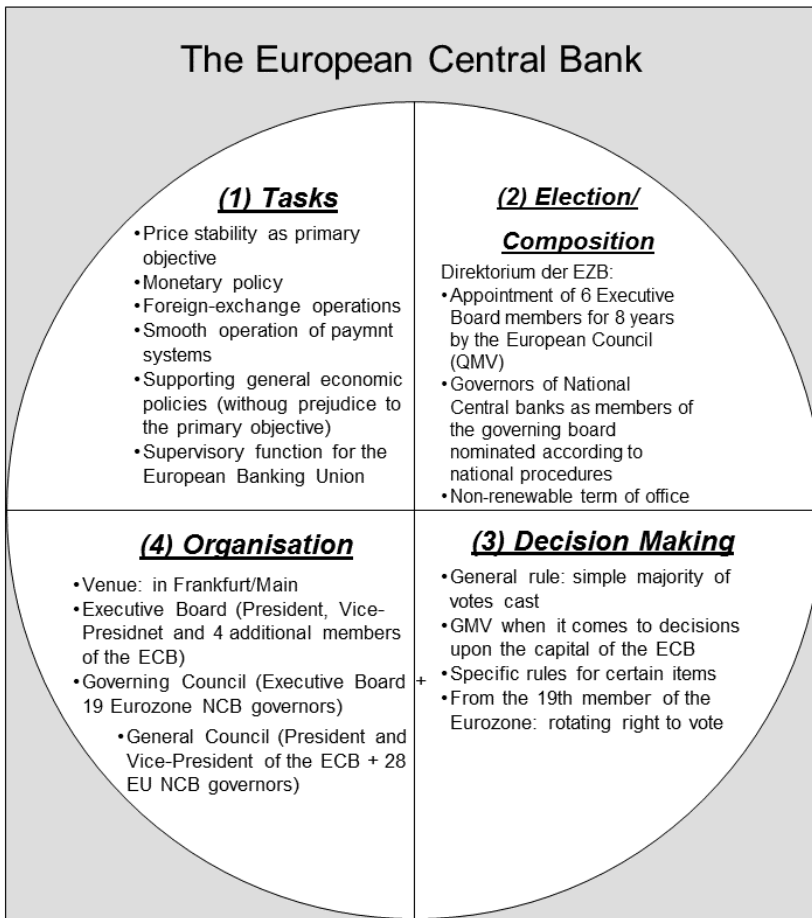 The European Central Bank
(1) Tasks
•Price stability as primary
objective
•Monetary policy
•Foreign-exchange operations
•Smooth operation of paymnt
systems
•Supporting general economic
policies (withoug prejudice to
the primary objective)
•Supervisory function for the
European Banking Union
(2) Election/
Composition
Direktorium der EZB:
•Appointment of 6 Executive
Board members for 8 years
by the European Council
(QMV)
•Governors of National
Central banks as members of
the governing board
nominated according to
national procedures
•Non-renewable term of office
(3) Decision Making
•General rule: simple majority of
votes cast
•GMV when it comes to decisions
upon the capital of the ECB
•Specific rules for certain items
•From the 19th member of the
Eurozone: rotating right to vote
(4) Organisation
•Venue: in Frankfurt/Main
•Executive Board (President, Vice-
Presidnet and 4 additional members
of the ECB)
•Governing Council (Executive Board +
19 Eurozone NCB governors)
•General Council (President and
Vice-President of the ECB + 28
EU NCB governors)